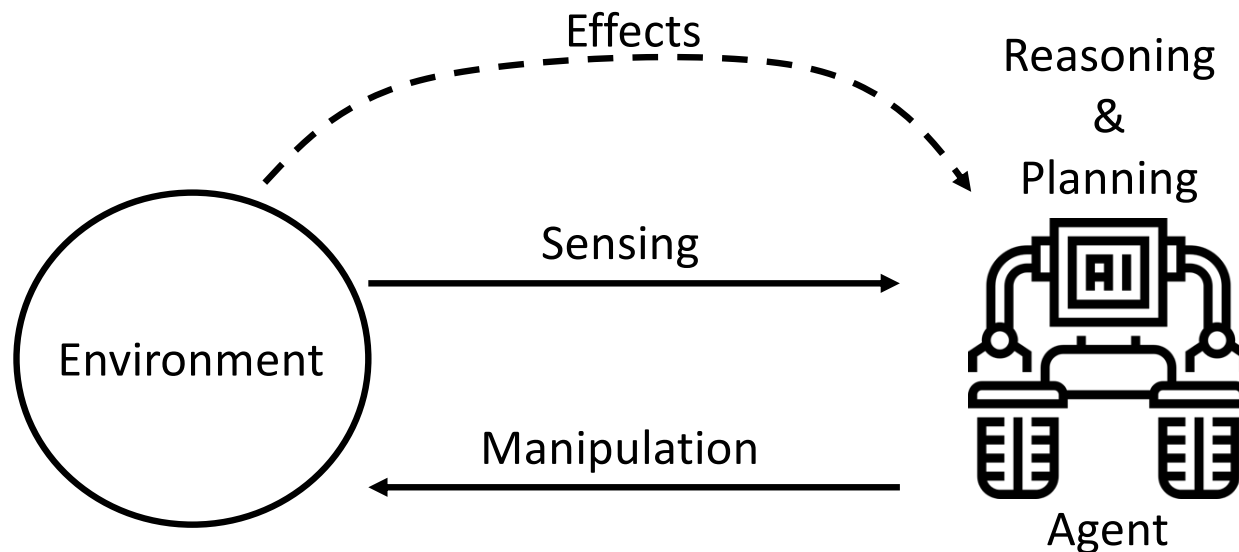 Effects
Reasoning
&
Planning
Sensing
AI
Environment
Manipulation
Agent